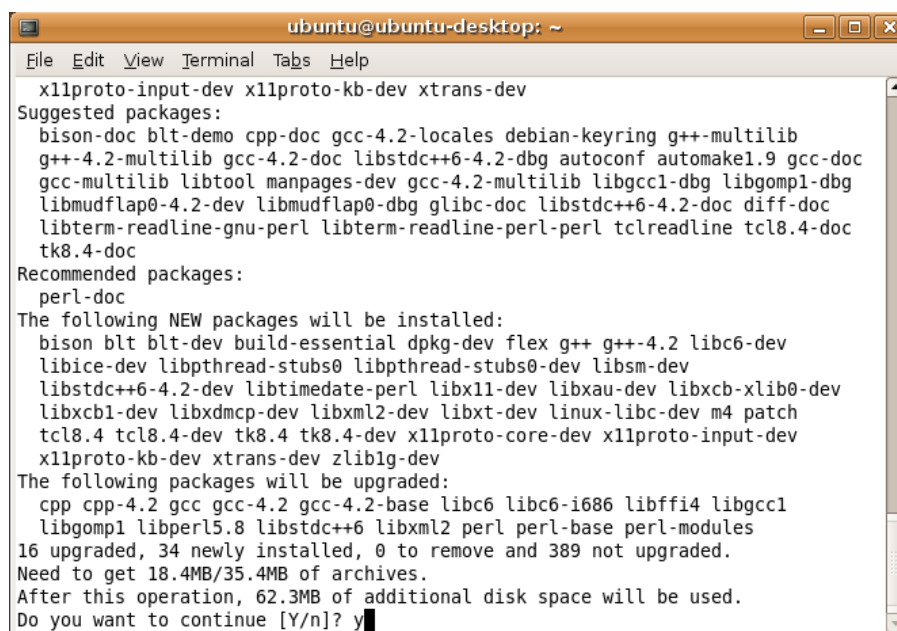 ubuntu@ubuntu-desktop: ~
File Edit View Terminal Tabs Help
x11proto-input-dev x11proto-kb-dev xtrans-dev
Suggested packages:
bison-doc blt-demo cpp-doc gcc-4.2-locales debian-keyring g++-multilib
g++-4.2-multilib gcc-4.2-doc libstdc++6-4.2-dbg autoconf automake1.9 gcc-doc
gcc-multilib libtool manpages-dev gcc-4.2-multilib libgcc1-dbg libgomp1-dbg
libmudflap0-4.2-dev libmudflap0-dbg glibc-doc libstdc++6-4.2-doc diff-doc
libterm-readline-gnu-perl libterm-readline-perl-perl tclreadline tcl8.4-doc
tk8.4-doc
Recommended packages:
perl-doc
The following NEW packages will be installed:
bison blt blt-dev build-essential dpkg-dev flex g++ g++-4.2 libc6-dev
libice-dev libpthread-stubs0 libpthread-stubs0-dev libsm-dev
libstdc++6-4.2-dev libtimedate-perl libx11-dev libxau-dev libxcb-xlib0-dev
libxcb1-dev libxdmcp-dev libxml2-dev libxt-dev linux-libc-dev m4 patch
tcl8.4 tcl8.4-dev tk8.4 tk8.4-dev x11proto-core-dev x11proto-input-dev
x11proto-kb-dev xtrans-dev zlib1g-dev
The following packages will be upgraded:
cpp cpp-4.2 gcc gcc-4.2 gcc-4.2-base libc6 libc6-i686 libffi4 libgcc1
libgomp1 libperl5.8 libstdc++6 libxml2 perl perl-base perl-modules
16 upgraded, 34 newly installed, 0 to remove and 389 not upgraded.
Need to get 18.4MB/35.4MB of archives.
After this operation, 62.3MB of additional disk space will be used.
Do you want to continue [Y/n]? y